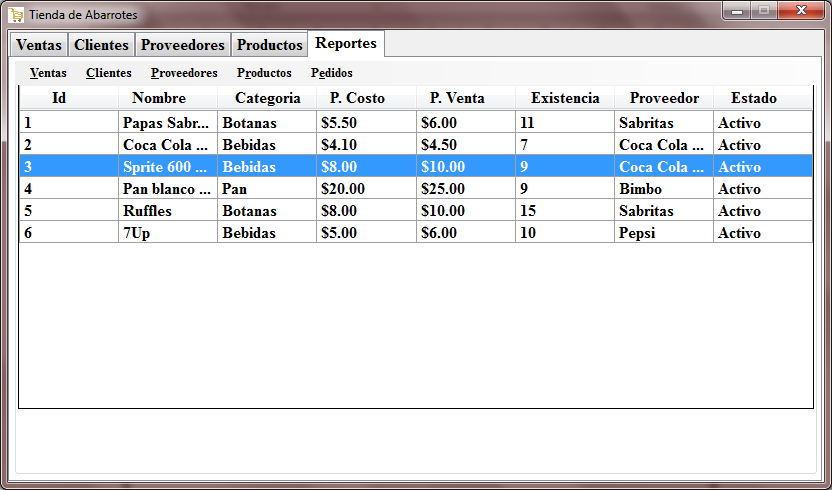 Tienda de Abarrotes
Ventas Clientes Proveedores Productos Reportes
Ventas Clientes Proveedores Productos Pedidos
Id Nombre Categoria P. Costo P. Venta Existencia Proveedor Estado
1 Papas Sabr... Botanas $5.50 $6.00 11 Sabritas Activo
2 Coca Cola ... Bebidas $4.10 $4.50 7 Coca Cola ... Activo
3 Sprite 600 ... Bebidas $8.00 $10.00 9 Coca Cola ... Activo
4 Pan blanco ... Pan $20.00 $25.00 9 Bimbo Activo
5 Ruffles Botanas $8.00 $10.00 15 Sabritas Activo
6 7Up Bebidas $5.00 $6.00 10 Pepsi Activo